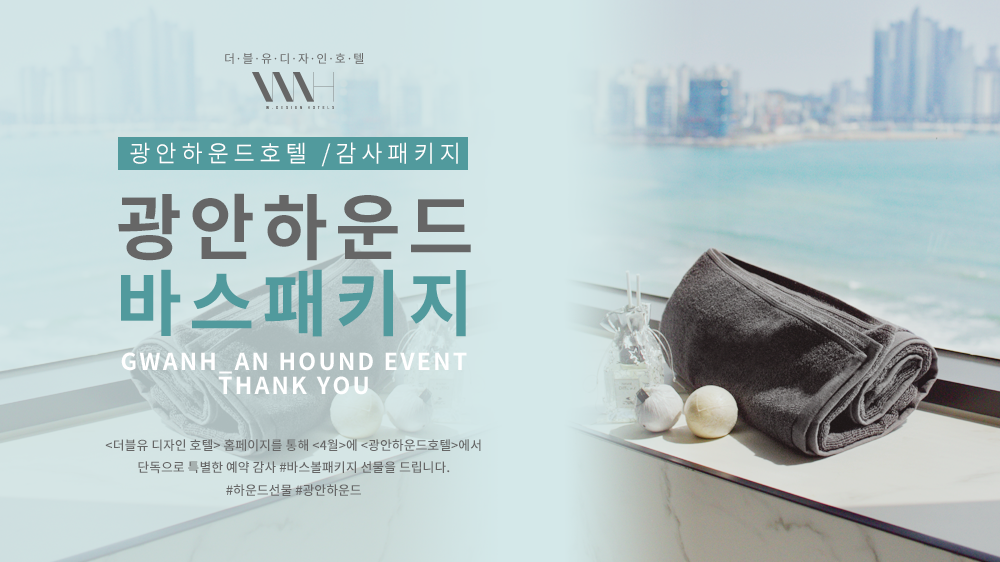 더·블·유·디·자·인·호·텔
WH
W.DESIGN HOTELS
광안하운드호텔 /감사패키지
광안하운드
바스패키지
GWANH_AN HOUND EVENT
THANK YOU
<더블유 디자인 호텔> 홈페이지를 통해 <4월>에 <광안하운드호텔>에서
단독으로 특별한 예약 감사 #바스볼패키지 선물을 드립니다.
#하운드선물 #광안하운드